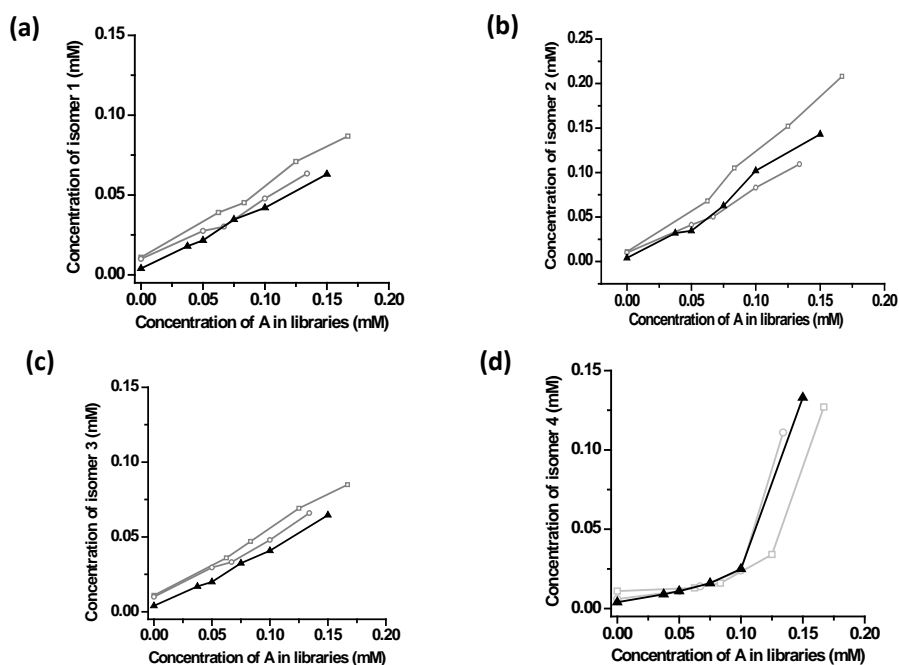 (a)
0.15
0.10
0.05
0.00
Concentration of isomer 1 (mM)
0.00 0.05 0.10 0.15 0.20
Concentration of A in libraries (mM)
(b)
0.25
0.20
0.15
0.10
0.05
0.00
Concentration of isomer 2 (mM)
0.00 0.05 0.10 0.15 0.20
Concentration of A in libraries (mM)
(c)
0.15
0.10
0.05
0.00
Concentration of isomer 3 (mM)
0.00 0.05 0.10 0.15 0.20
Concentration of A in libraries (mM)
(d)
0.15
0.10
0.05
0.00
Concentration of isomer 4 (mM)
0.00 0.05 0.10 0.15 0.20
Concentration of A in libraries (mM)